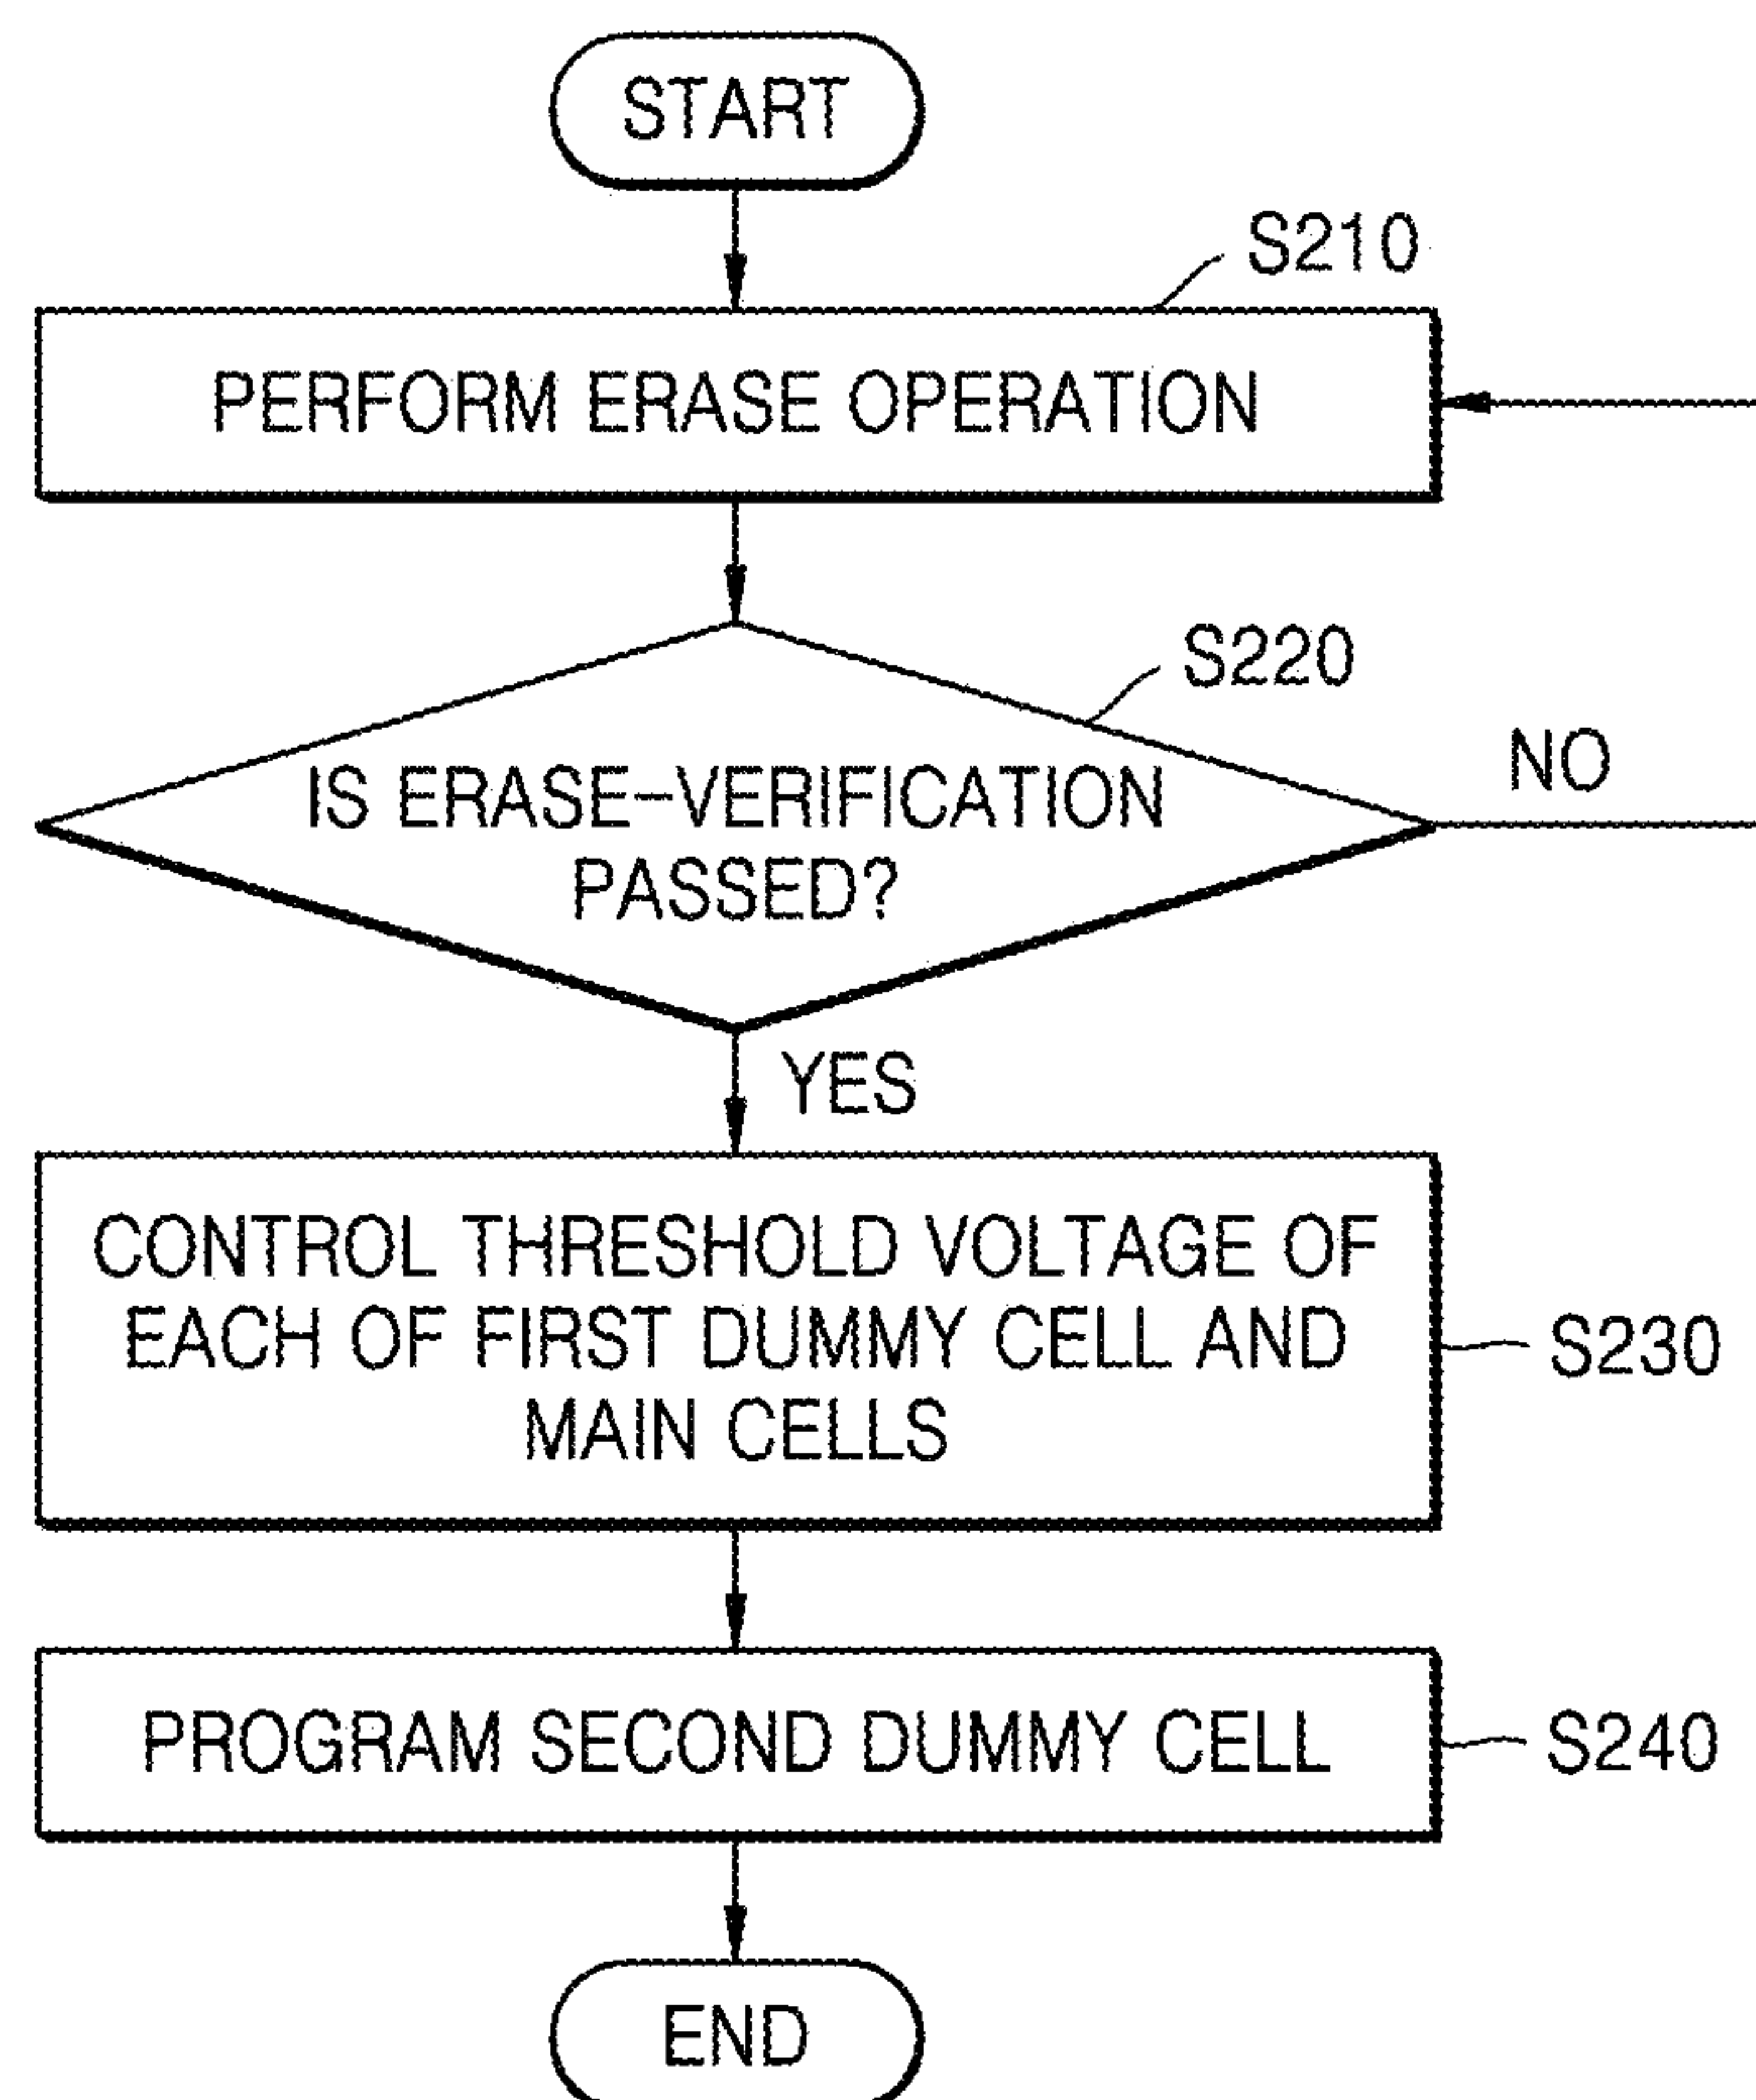 START
S210
PERFORM ERASE OPERATION
S220
NO
IS ERASE-VERIFICATION
PASSED?
YES
CONTROL THRESHOLD VOLTAGE OF
EACH OF FIRST DUMMY CELL AND
MAIN CELLS
S230
PROGRAM SECOND DUMMY CELL
S240
END